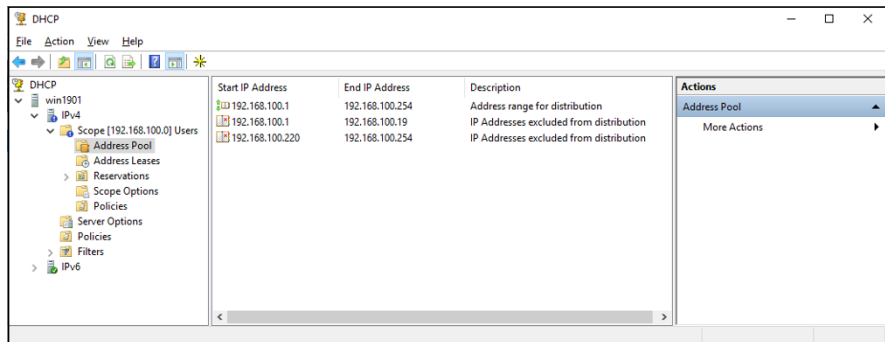 DHCP
File Action View Help
DHCP
win1901
IPv4
Scope [192.168.100.0] Users
Address Pool
Address Leases
Reservations
Scope Options
Policies
Server Options
Policies
Filters
IPv6
Start IP Address End IP Address Description
192.168.100.1 192.168.100.254 Address range for distribution
192.168.100.1 192.168.100.19 IP Addresses excluded from distribution
192.168.100.220 192.168.100.254 IP Addresses excluded from distribution
Actions
Address Pool
More Actions